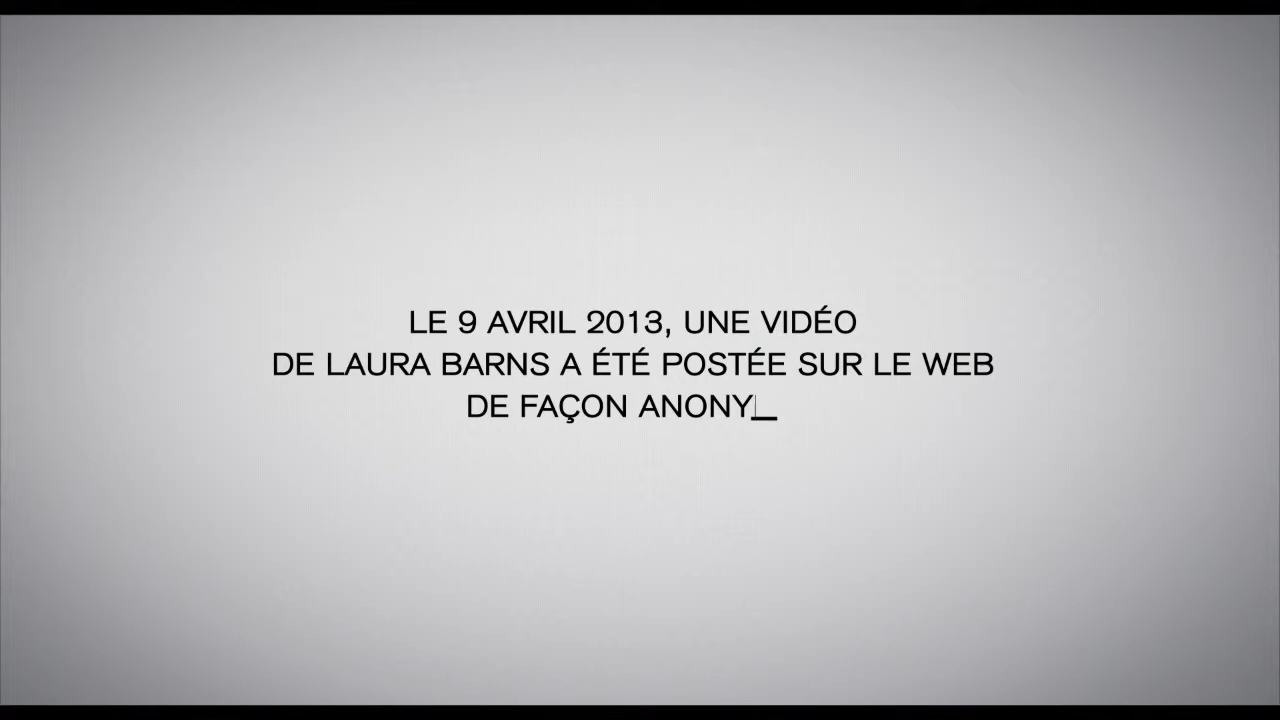 LE 9 AVRIL 2013, UNE VIDÉO
DE LAURA BARNS A ÉTÉ POSTÉE SUR LE WEB
DE FAÇON ANONY_